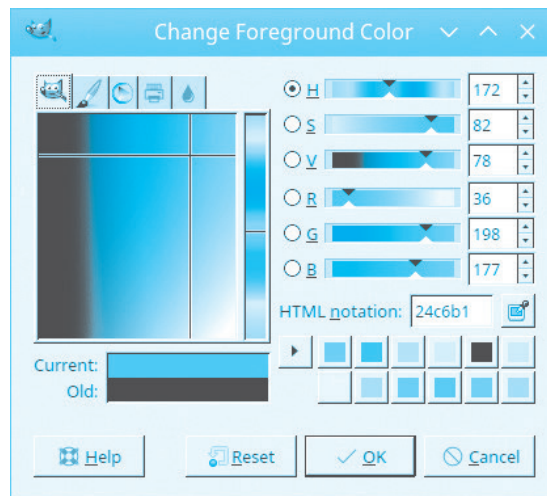 Change Foreground Color
H 172
S 82
V 78
R 36
G 198
B 177
HTML notation: 24c6b1
Current:
Old:
Help Reset OK Cancel